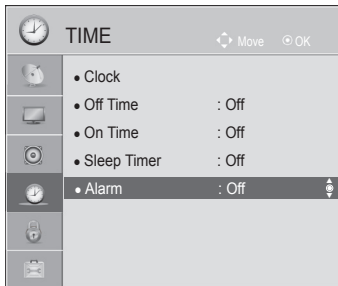 TIME Move OK
● Clock
● Off Time : Off
● On Time : Off
● Sleep Timer : Off
● Alarm : Off